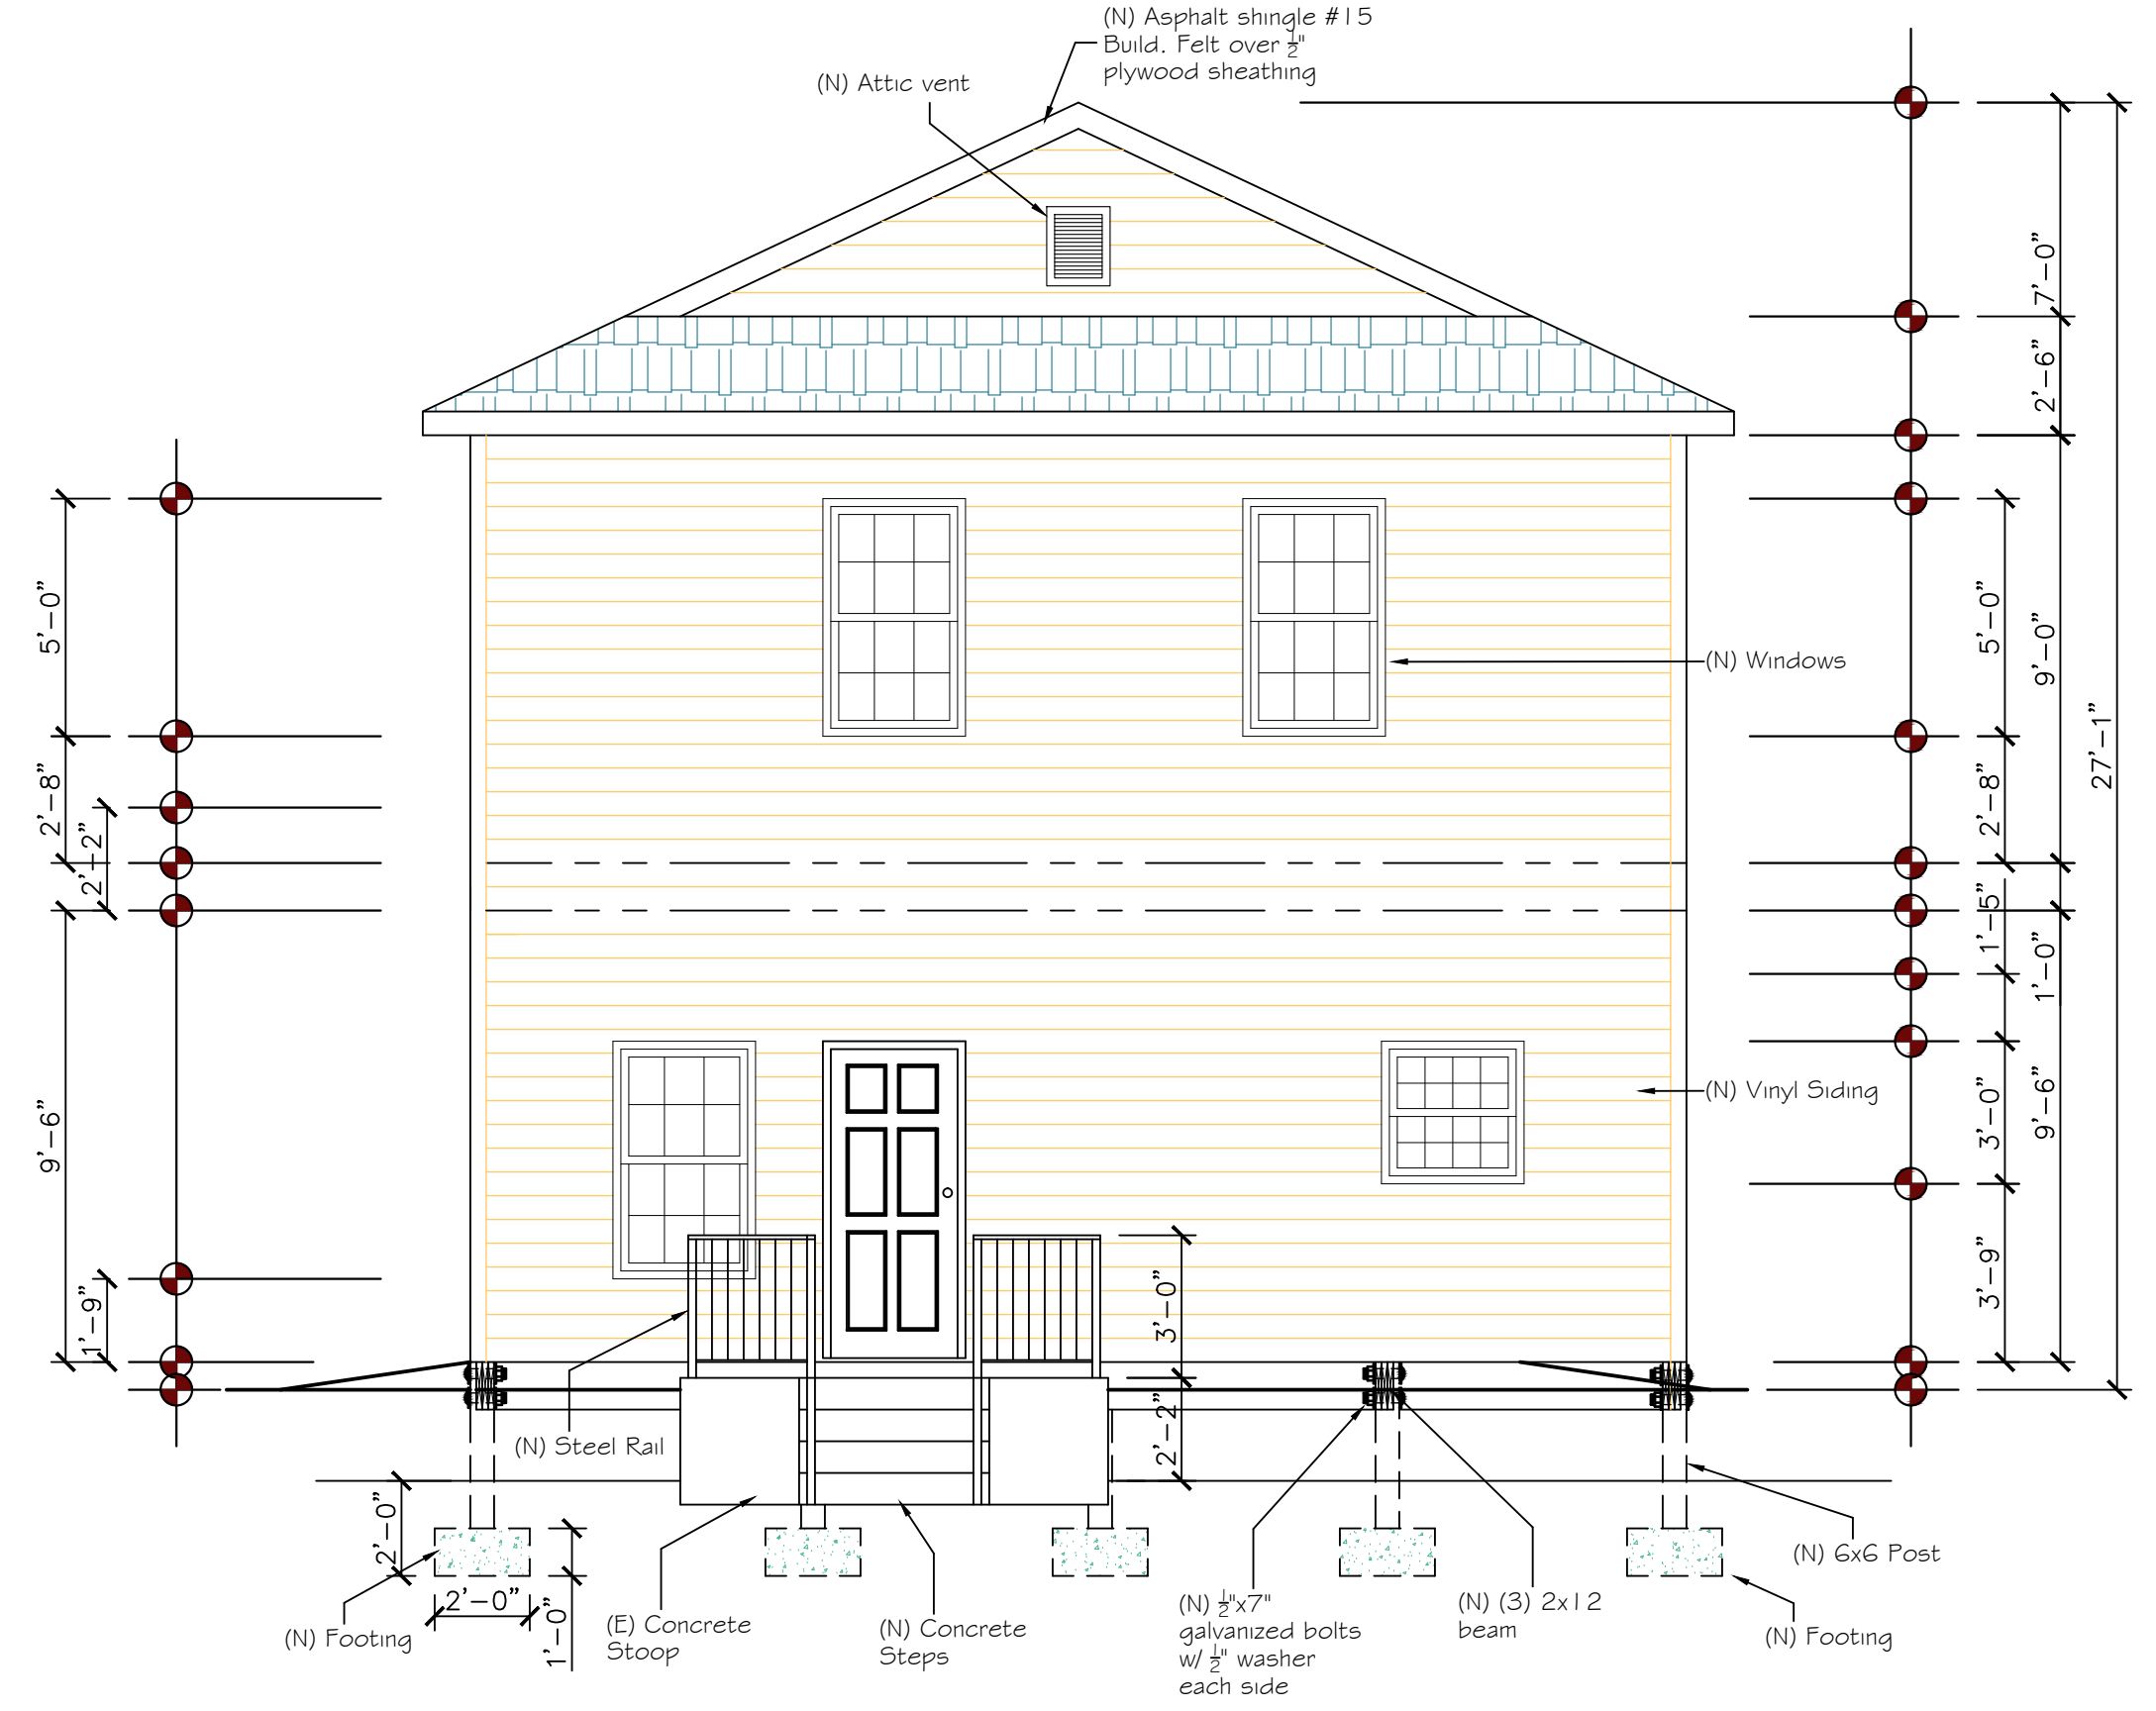 (N) Asphalt shingle #15
Build. Felt over ½"
plywood sheathing
(N) Attic vent
7'-0"
2'-6"
5'-0"
9'-0"
27'-1"
2'-8"
1'-5"
1'-0"
3'-0"
9'-6"
3'-9"
5'-0"
2'-8"
2'-2"
9'-6"
1'-9"
(N) Windows
(N) Vinyl Siding
3'-0"
2'-2"
(N) Steel Rail
2'-0"
2'-0"
1'-0"
(N) Footing
(E) Concrete
Stoop
(N) Concrete
Steps
(N) ½"x7"
galvanized bolts
w/ ½" washer
each side
(N) (3) 2x12
beam
(N) 6x6 Post
(N) Footing